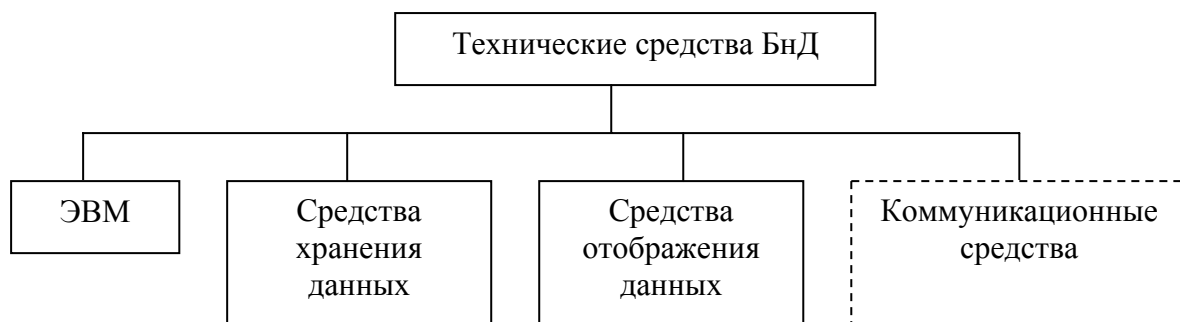 Технические средства БнД
ЭВМ
Средства
хранения
данных
Средства
отображения
данных
Коммуникационные
средства